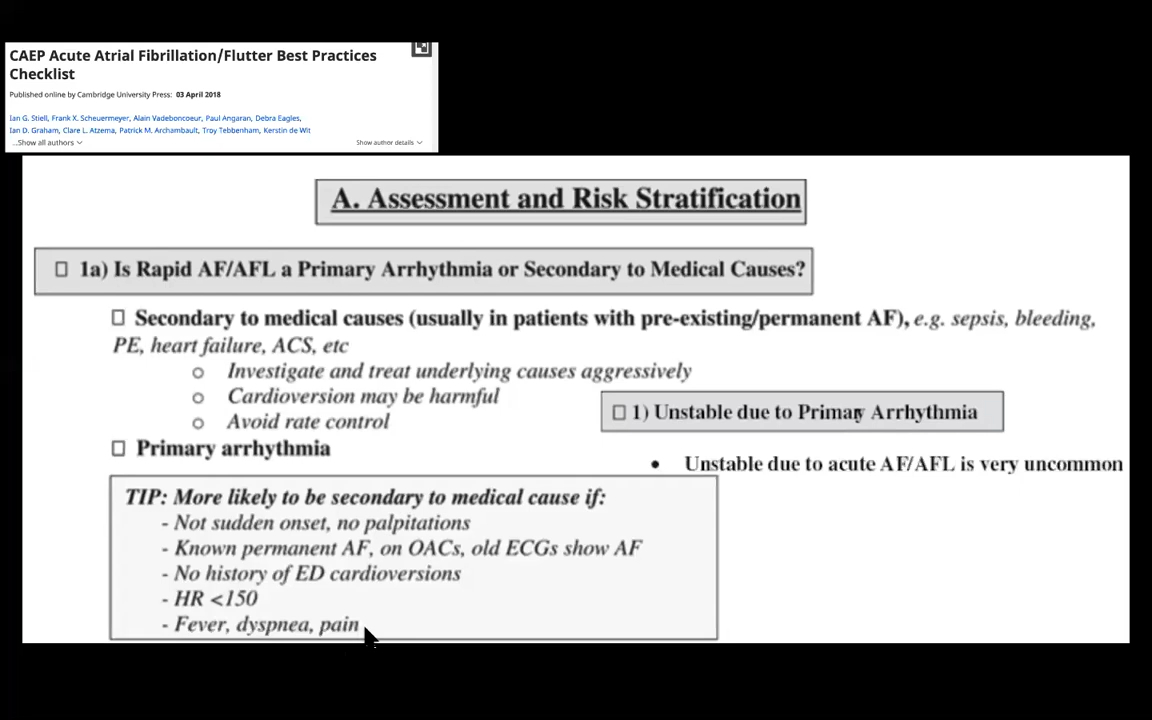 CAEP Acute Atrial Fibrillation/Flutter Best Practices
Checklist
Published online by Cambridge University Press: 03 April 2018
Ian G. Stiell, Frank X. Scheuermeyer, Alain Vadeboncoeur, Paul Angaran, Debra Eagles,
Ian D. Graham, Clare L. Atzema, Patrick M. Archambault, Troy Tebbenham, Kerstin de Wit
...Show all authors
Show author details
A. Assessment and Risk Stratification
1a) Is Rapid AF/AFL a Primary Arrhythmia or Secondary to Medical Causes?
Secondary to medical causes (usually in patients with pre-existing/permanent AF), e.g. sepsis, bleeding,
PE, heart failure, ACS, etc
Investigate and treat underlying causes aggressively
Cardioversion may be harmful
Avoid rate control
1) Unstable due to Primary Arrhythmia
Primary arrhythmia
• Unstable due to acute AF/AFL is very uncommon
TIP: More likely to be secondary to medical cause if:
- Not sudden onset, no palpitations
- Known permanent AF, on OACs, old ECGs show AF
- No history of ED cardioversions
- HR <150
- Fever, dyspnea, pain